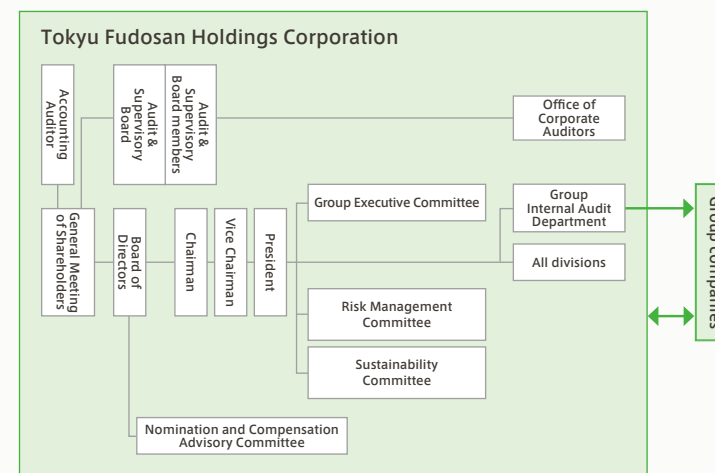 Tokyu Fudosan Holdings Corporation
Accounting
Auditor
Audit &
Supervisory
Board
Audit &
Supervisory
Board members
Office of
Corporate
Auditors
General Meeting
of Shareholders
Board of
Directors
Chairman
Vice Chairman
President
Group Executive Committee
Group
Internal Audit
Department
All divisions
Risk Management
Committee
Sustainability
Committee
Nomination and Compensation
Advisory Committee
Group companies